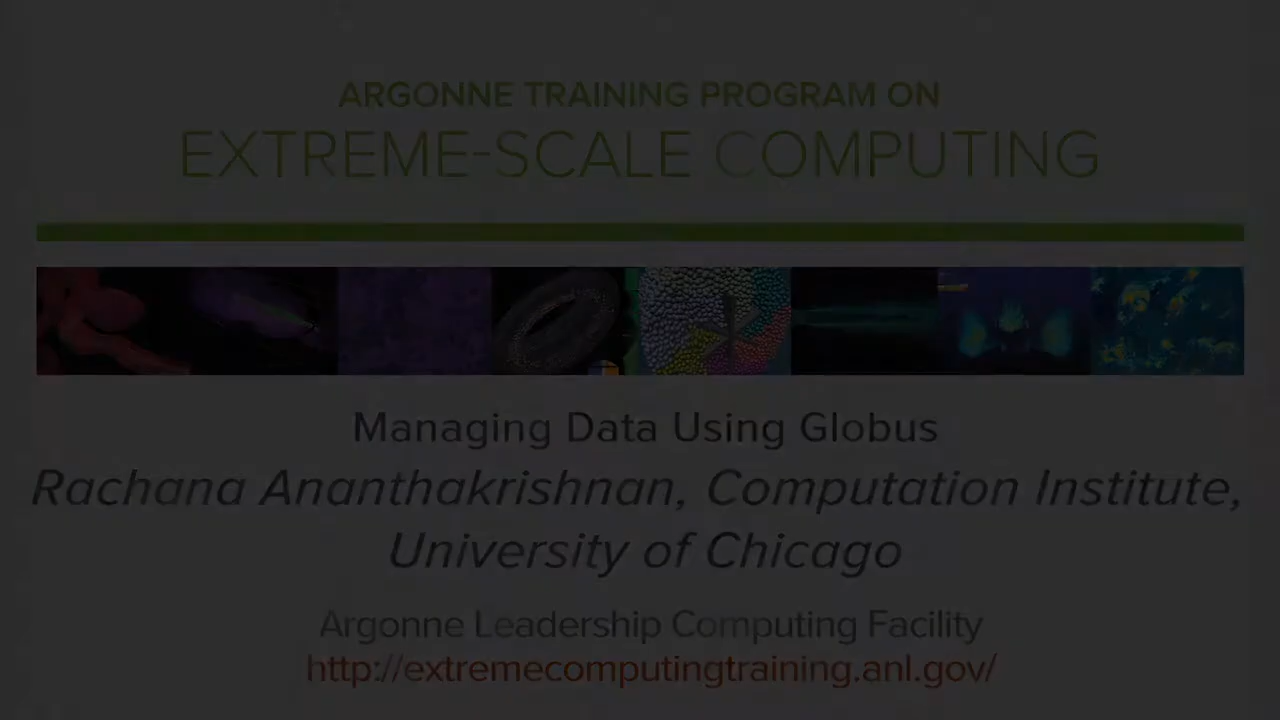 ARGONNE TRAINING PROGRAM ON
EXTREME-SCALE COMPUTING
Managing Data Using Globus
Rachana Ananthakrishnan, Computation Institute,
University of Chicago
Argonne Leadership Computing Facility
http://extremecomputingtraining.anl.gov/